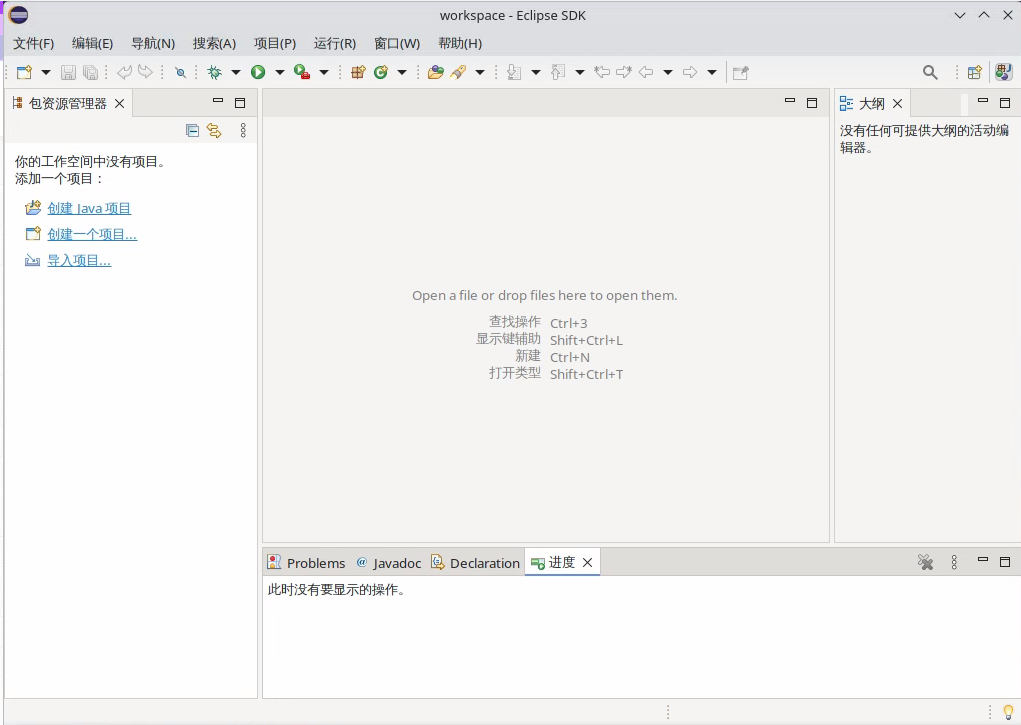 workspace - Eclipse SDK
文件(F) 编辑(E) 导航(N) 搜索(A) 项目(P) 运行(R) 窗口(W) 帮助(H)
包资源管理器
大纲
你的工作空间中没有项目。
添加一个项目：
创建 Java 项目
创建一个项目...
导入项目...
没有任何可提供大纲的活动编
辑器。
Open a file or drop files here to open them.
查找操作 Ctrl+3
显示键辅助 Shift+Ctrl+L
新建 Ctrl+N
打开类型 Shift+Ctrl+T
Problems @ Javadoc Declaration 进度
此时没有要显示的操作。